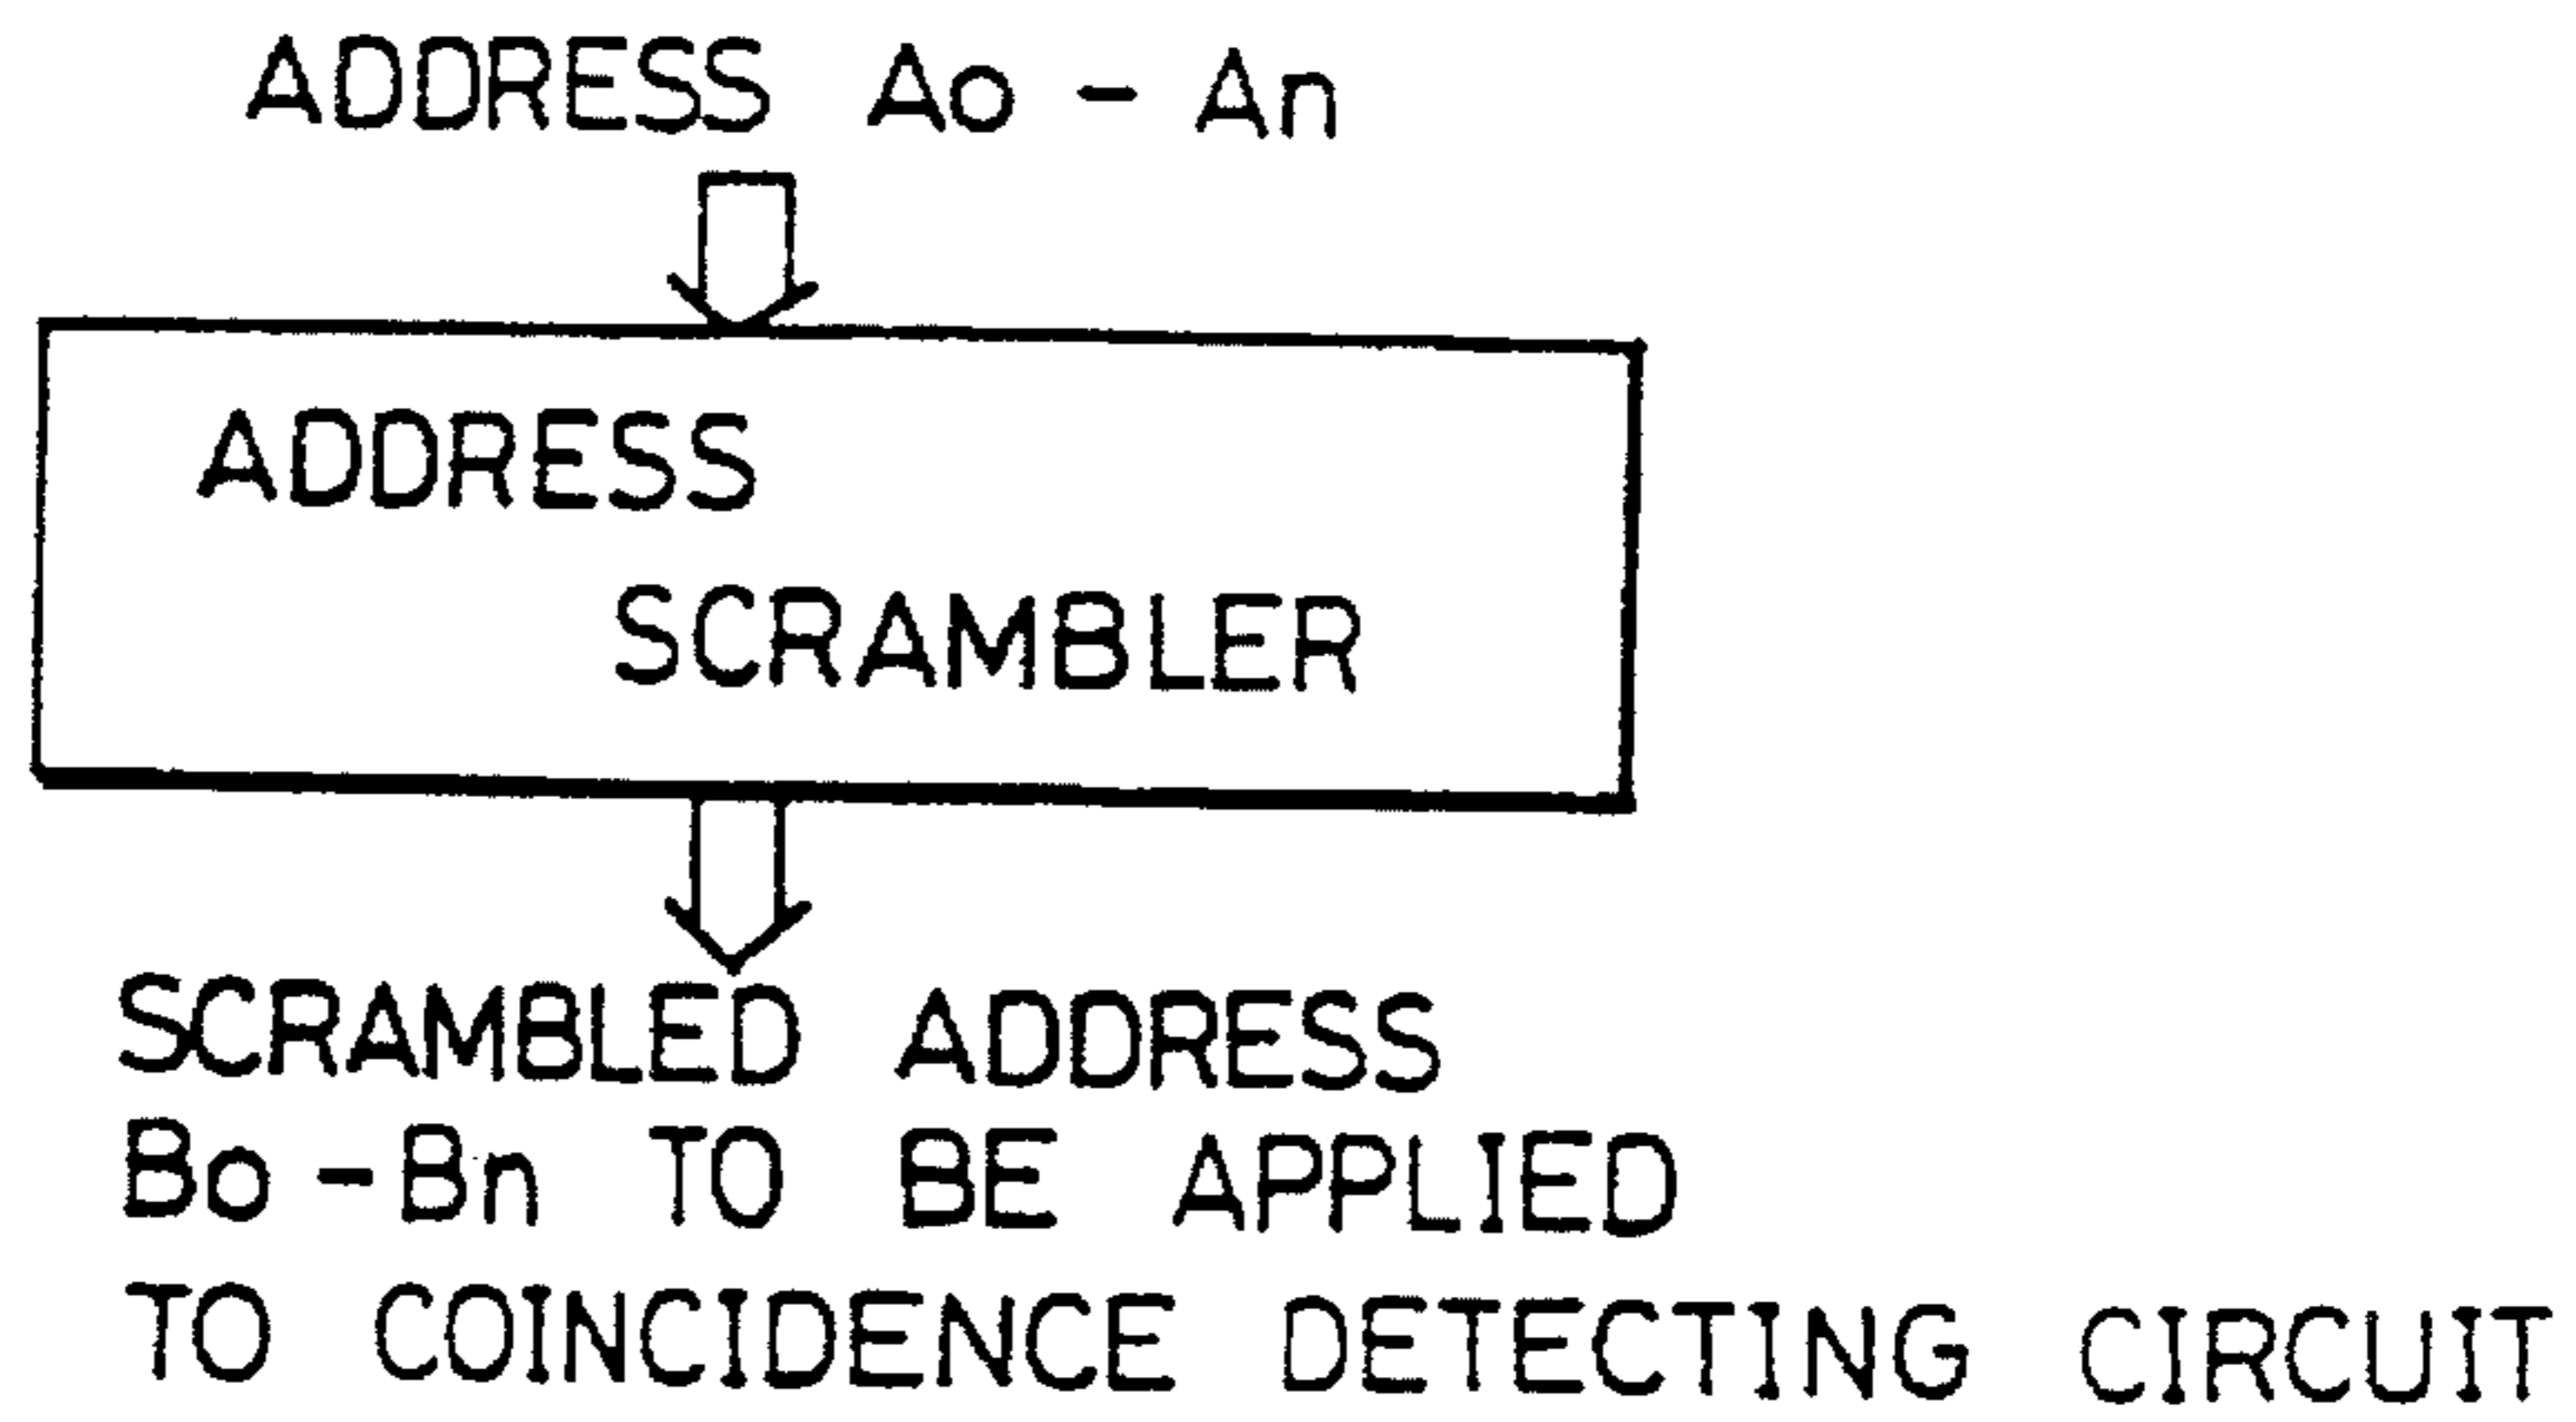 ADDRESS Ao - An
ADDRESS
SCRAMBLER
SCRAMBLED ADDRESS
Bo - Bn TO BE APPLIED
TO COINCIDENCE DETECTING CIRCUIT